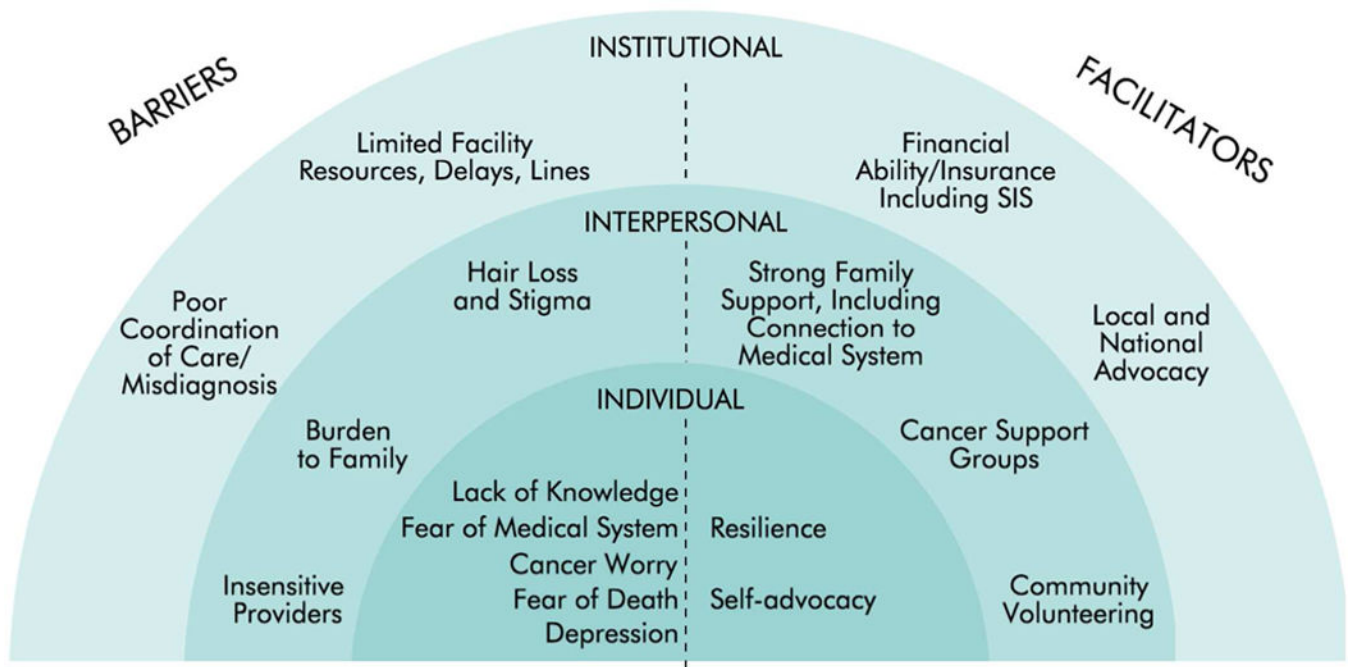 BARRIERS
FACILITATORS
INSTITUTIONAL
Limited Facility
Resources, Delays, Lines
Financial
Ability/Insurance
Including SIS
Poor
Coordination
of Care/
Misdiagnosis
Local and
National
Advocacy
INTERPERSONAL
Hair Loss
and Stigma
Strong Family
Support, Including
Connection to
Medical System
Burden
to Family
Cancer Support
Groups
Insensitive
Providers
Community
Volunteering
INDIVIDUAL
Lack of Knowledge
Fear of Medical System
Cancer Worry
Fear of Death
Depression
Resilience
Self-advocacy